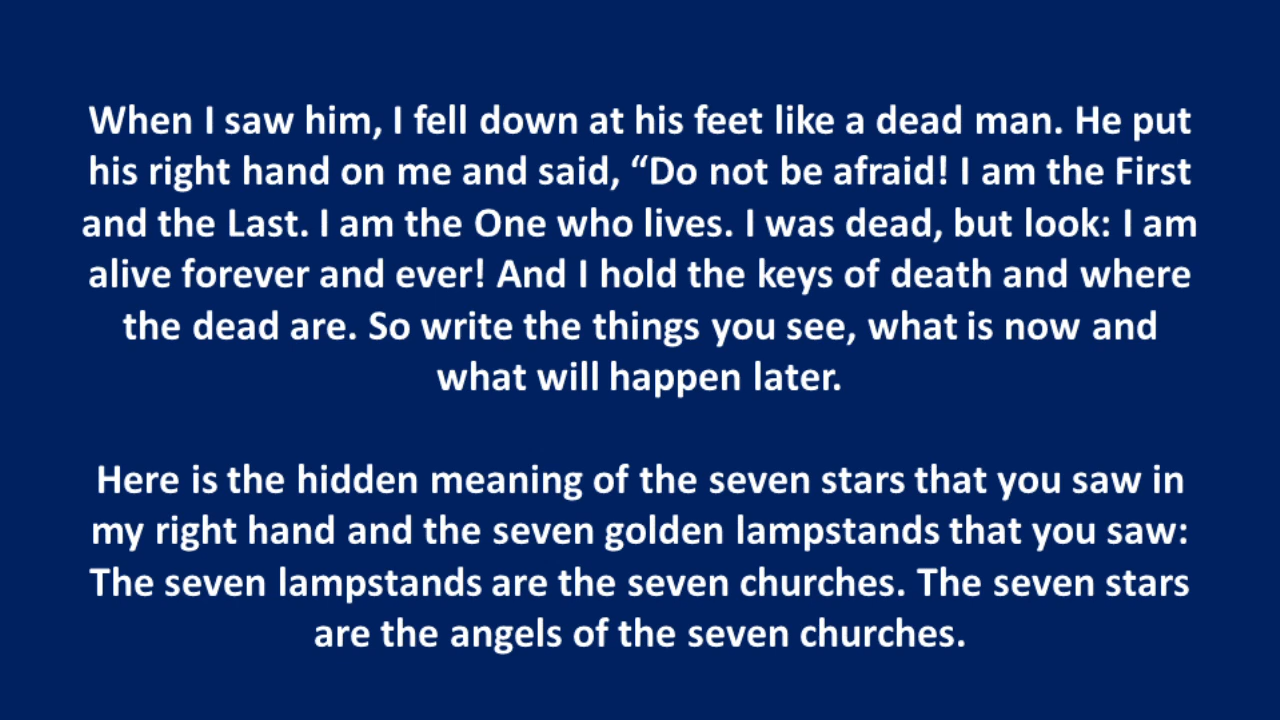 When I saw him, I fell down at his feet like a dead man. He put
his right hand on me and said, “Do not be afraid! I am the First
and the Last. I am the One who lives. I was dead, but look: I am
alive forever and ever! And I hold the keys of death and where
the dead are. So write the things you see, what is now and
what will happen later.
Here is the hidden meaning of the seven stars that you saw in
my right hand and the seven golden lampstands that you saw:
The seven lampstands are the seven churches. The seven stars
are the angels of the seven churches.